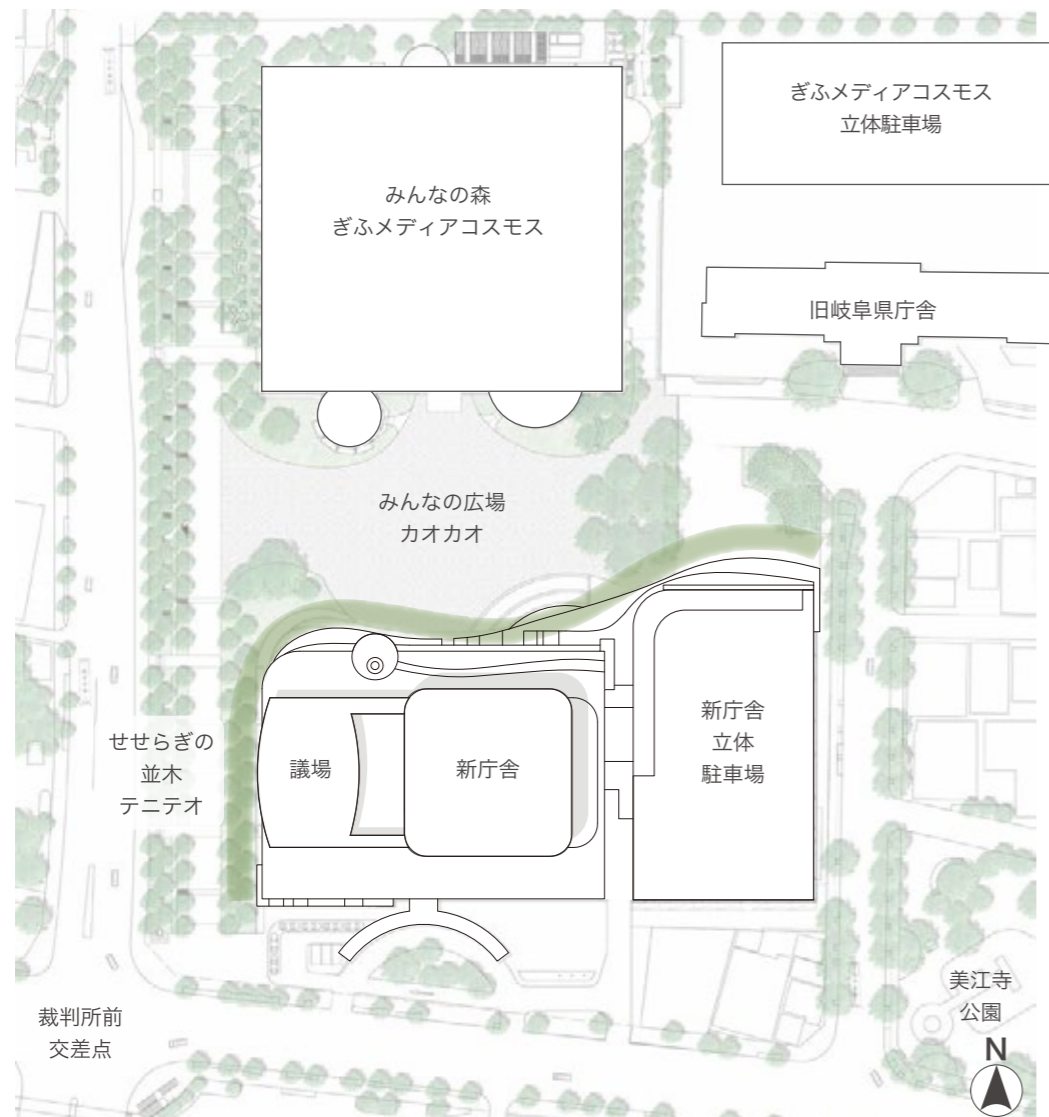 ぎふメディアコスモス
立体駐車場
みんなの森
ぎふメディアコスモス
旧岐阜県庁舎
みんなの広場
カオカオ
せせらぎの
並木
テニテオ
議場
新庁舎
新庁舎
立体
駐車場
美江寺
公園
裁判所前
交差点
N